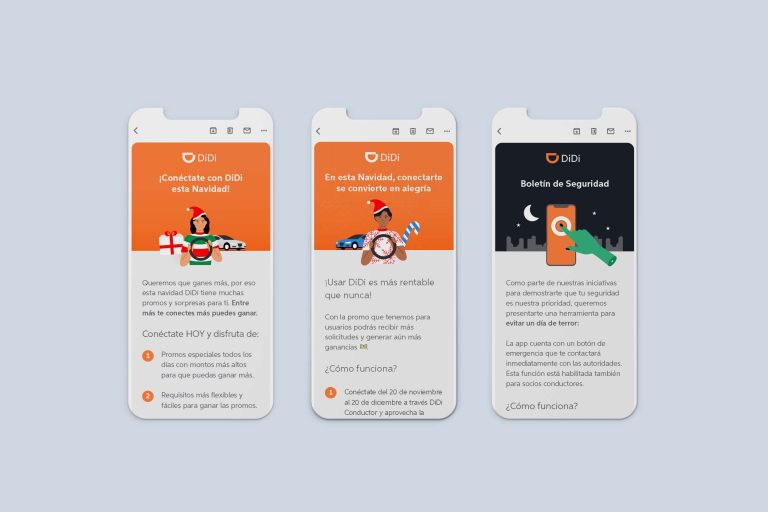 DiDi
¡Conéctate con DiDi
esta Navidad!
Queremos que ganes más, por eso
esta navidad DiDi tiene muchas
promos y sorpresas para ti. Entre
más te conectes más puedes ganar.
Conéctate HOY y disfruta de:
1 Promos especiales todos los
días con montos más altos
para que puedas ganar más.
2 Requisitos más flexibles y
fáciles para ganar las promos.
DiDi
En esta Navidad, conectarte
se convierte en alegría
¡Usar DiDi es más rentable
que nunca!
Con la promo que tenemos para
usuarios podrás recibir más
solicitudes y generar aún más
ganancias 💵.
¿Cómo funciona?
1 Conéctate del 20 de noviembre
al 20 de diciembre a través DiDi
Conductor y aprovecha la
DiDi
Boletín de Seguridad
Como parte de nuestras iniciativas
para demostrarte que tu seguridad
es nuestra prioridad, queremos
presentarte una herramienta para
evitar un día de terror:
La app cuenta con un botón de
emergencia que te contactará
inmediatamente con las autoridades.
Esta función está habilitada también
para socios conductores.
¿Cómo funciona?